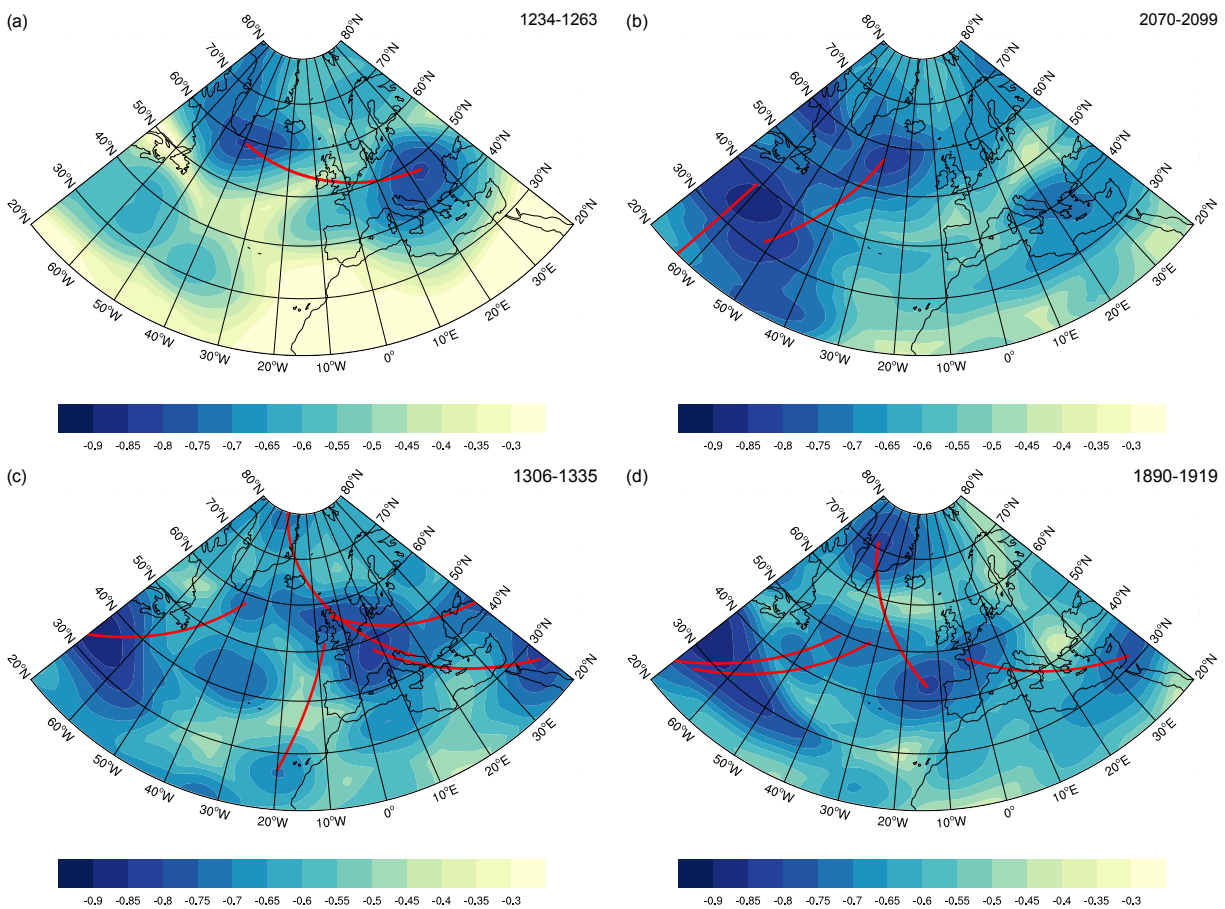 (a) 1234-1263
80°N 80°N
70°N 70°N
60°N 60°N
50°N 50°N
40°N 40°N
30°N 30°N
20°N 20°N
60°W 50°W 40°W 30°W 20°W 10°W 0° 10°E 20°E 30°E
-0.9 -0.85 -0.8 -0.75 -0.7 -0.65 -0.6 -0.55 -0.5 -0.45 -0.4 -0.35 -0.3
(b) 2070-2099
80°N 80°N
70°N 70°N
60°N 60°N
50°N 50°N
40°N 40°N
30°N 30°N
20°N 20°N
60°W 50°W 40°W 30°W 20°W 10°W 0° 10°E 20°E 30°E
-0.9 -0.85 -0.8 -0.75 -0.7 -0.65 -0.6 -0.55 -0.5 -0.45 -0.4 -0.35 -0.3
(c) 1306-1335
80°N 80°N
70°N 70°N
60°N 60°N
50°N 50°N
40°N 40°N
30°N 30°N
20°N 20°N
60°W 50°W 40°W 30°W 20°W 10°W 0° 10°E 20°E 30°E
-0.9 -0.85 -0.8 -0.75 -0.7 -0.65 -0.6 -0.55 -0.5 -0.45 -0.4 -0.35 -0.3
(d) 1890-1919
80°N 80°N
70°N 70°N
60°N 60°N
50°N 50°N
40°N 40°N
30°N 30°N
20°N 20°N
60°W 50°W 40°W 30°W 20°W 10°W 0° 10°E 20°E 30°E
-0.9 -0.85 -0.8 -0.75 -0.7 -0.65 -0.6 -0.55 -0.5 -0.45 -0.4 -0.35 -0.3